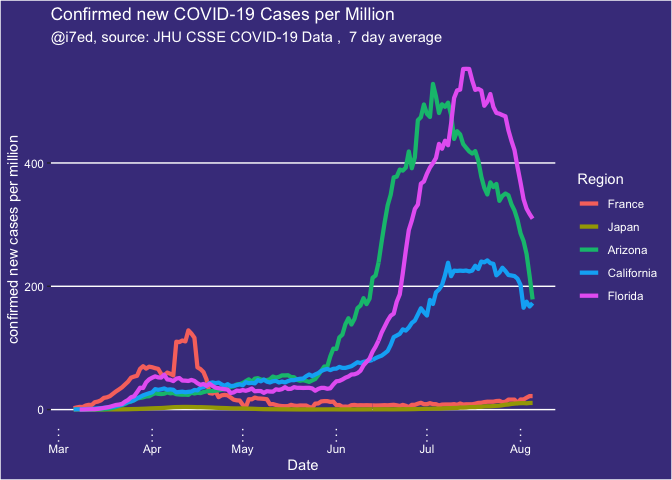 Confirmed new COVID-19 Cases per Million
@i7ed, source: JHU CSSE COVID-19 Data ,  7 day average
confirmed new cases per million
400
200
0
Mar
Apr
May
Jun
Jul
Aug
Date
Region
France
Japan
Arizona
California
Florida